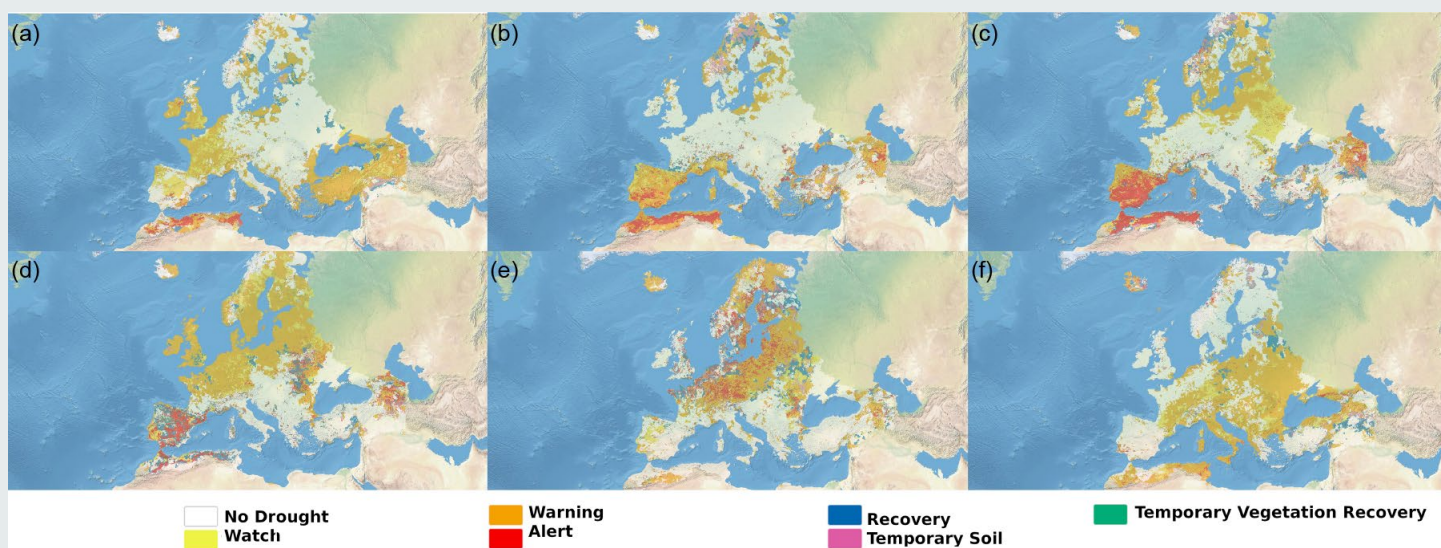 (a)
(b)
(c)
(d)
(e)
(f)
No Drought
Watch
Warning
Alert
Recovery
Temporary Soil
Temporary Vegetation Recovery